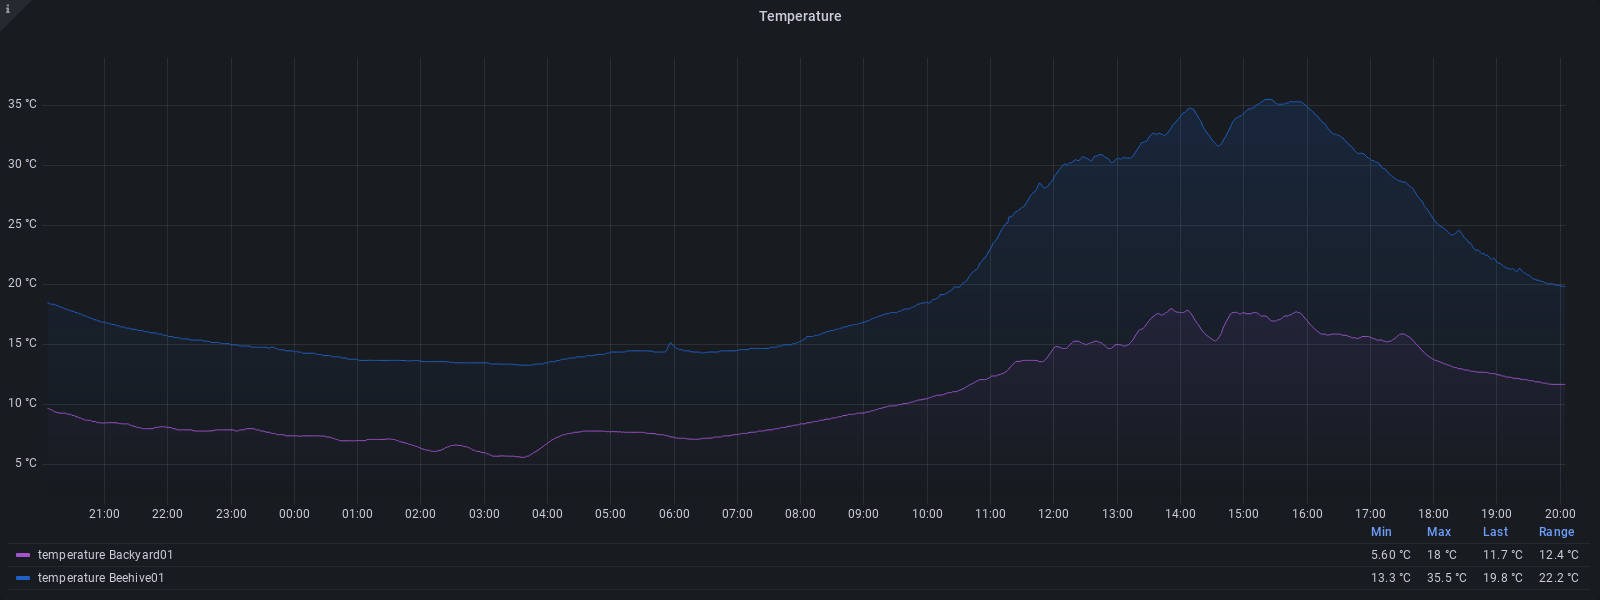 i
Temperature
35 °C
30 °C
25 °C
20 °C
15 °C
10 °C
5 °C
21:00 22:00 23:00 00:00 01:00 02:00 03:00 04:00 05:00 06:00 07:00 08:00 09:00 10:00 11:00 12:00 13:00 14:00 15:00 16:00 17:00 18:00 19:00 20:00
Min Max Last Range
temperature Backyard01 5.60 °C 18 °C 11.7 °C 12.4 °C
temperature Beehive01 13.3 °C 35.5 °C 19.8 °C 22.2 °C